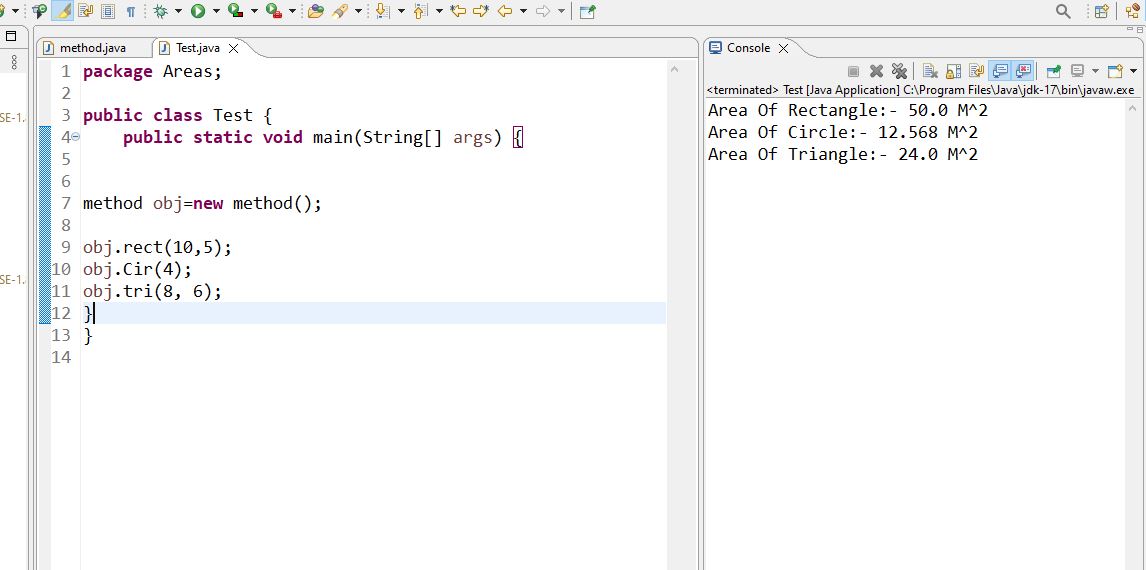 method.java
Test.java
Console
<terminated> Test [Java Application] C:\Program Files\Java\jdk-17\bin\javaw.exe
1 package Areas;
2
3 public class Test {
4 public static void main(String[] args) {
5
6
7 method obj=new method();
8
9 obj.rect(10,5);
10 obj.Cir(4);
11 obj.tri(8, 6);
12 }
13 }
14
Area Of Rectangle:- 50.0 M^2
Area Of Circle:- 12.568 M^2
Area Of Triangle:- 24.0 M^2
SE-1.
SE-1.